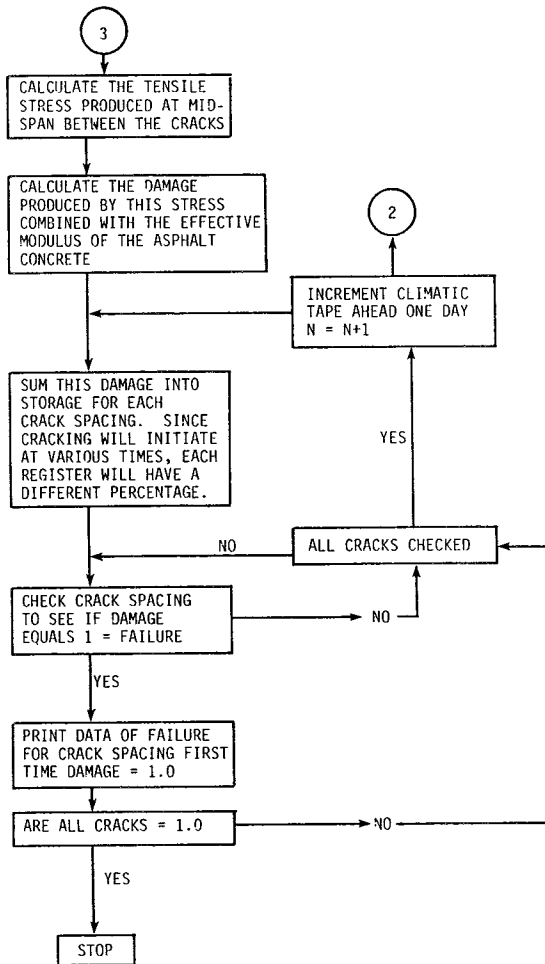 3
CALCULATE THE TENSILE
STRESS PRODUCED AT MID-
SPAN BETWEEN THE CRACKS
CALCULATE THE DAMAGE
PRODUCED BY THIS STRESS
COMBINED WITH THE EFFECTIVE
MODULUS OF THE ASPHALT
CONCRETE
2
INCREMENT CLIMATIC
TAPE AHEAD ONE DAY
N = N+1
SUM THIS DAMAGE INTO
STORAGE FOR EACH
CRACK SPACING. SINCE
CRACKING WILL INITIATE
AT VARIOUS TIMES, EACH
REGISTER WILL HAVE A
DIFFERENT PERCENTAGE.
YES
NO
ALL CRACKS CHECKED
CHECK CRACK SPACING
TO SEE IF DAMAGE
EQUALS 1 = FAILURE
NO
YES
PRINT DATA OF FAILURE
FOR CRACK SPACING FIRST
TIME DAMAGE = 1.0
ARE ALL CRACKS = 1.0
NO
YES
STOP